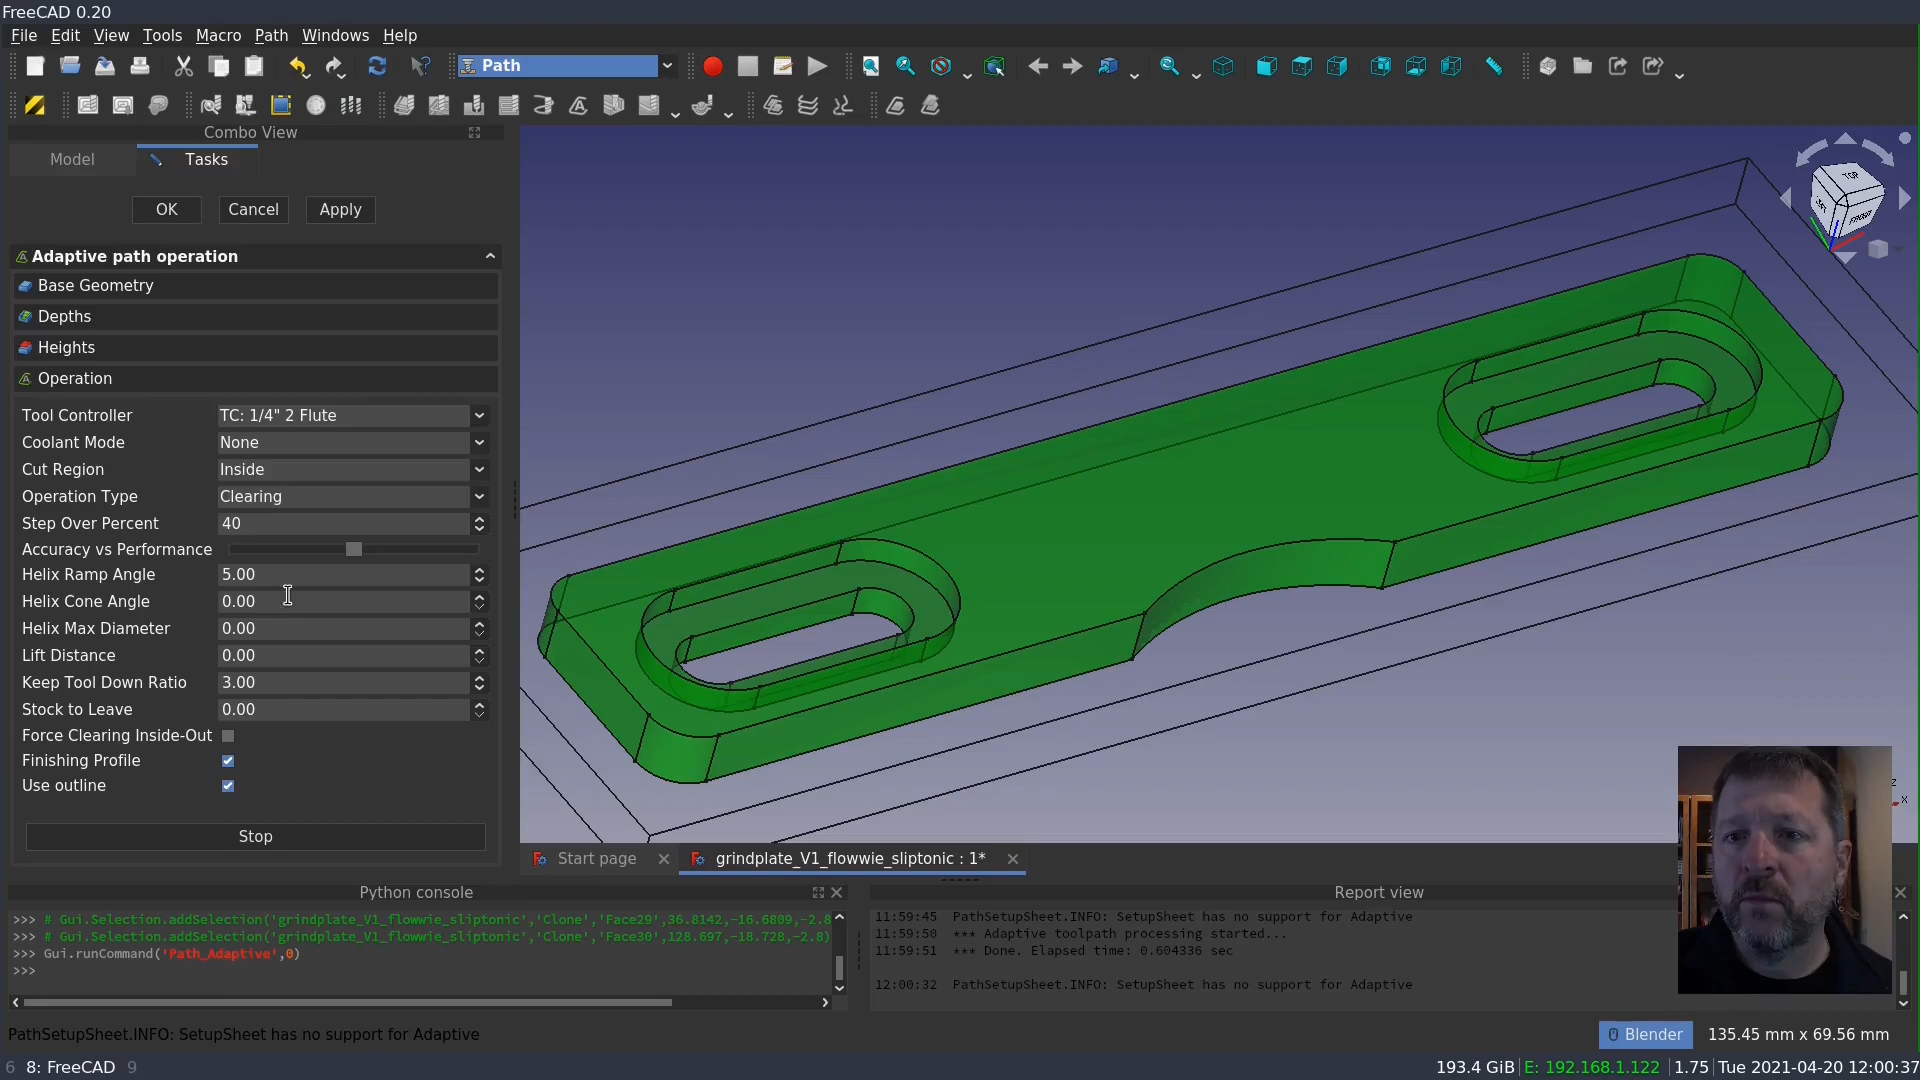 FreeCAD 0.20
File Edit View Tools Macro Path Windows Help
Path
Combo View
Model Tasks
OK Cancel Apply
Adaptive path operation
Base Geometry
Depths
Heights
Operation
Tool Controller TC: 1/4" 2 Flute
Coolant Mode None
Cut Region Inside
Operation Type Clearing
Step Over Percent 40
Accuracy vs Performance
Helix Ramp Angle 5.00
Helix Cone Angle 0.00
Helix Max Diameter 0.00
Lift Distance 0.00
Keep Tool Down Ratio 3.00
Stock to Leave 0.00
Force Clearing Inside-Out
Finishing Profile
Use outline
Stop
TOP
FRONT
Z
X
Start page grindplate_V1_flowwie_sliptonic : 1*
Python console
>>> # Gui.Selection.addSelection('grindplate_V1_flowwie_sliptonic','Clone','Face29',36.8142,-16.6809,-2.8
>>> # Gui.Selection.addSelection('grindplate_V1_flowwie_sliptonic','Clone','Face30',128.697,-18.728,-2.8)
>>> Gui.runCommand('Path_Adaptive',0)
>>>
Report view
11:59:45 PathSetupSheet.INFO: SetupSheet has no support for Adaptive
11:59:50 *** Adaptive toolpath processing started...
11:59:51 *** Done. Elapsed time: 0.604336 sec
12:00:32 PathSetupSheet.INFO: SetupSheet has no support for Adaptive
PathSetupSheet.INFO: SetupSheet has no support for Adaptive
Blender 135.45 mm x 69.56 mm
6 8: FreeCAD 9
193.4 GiB E: 192.168.1.122 1.75 Tue 2021-04-20 12:00:37